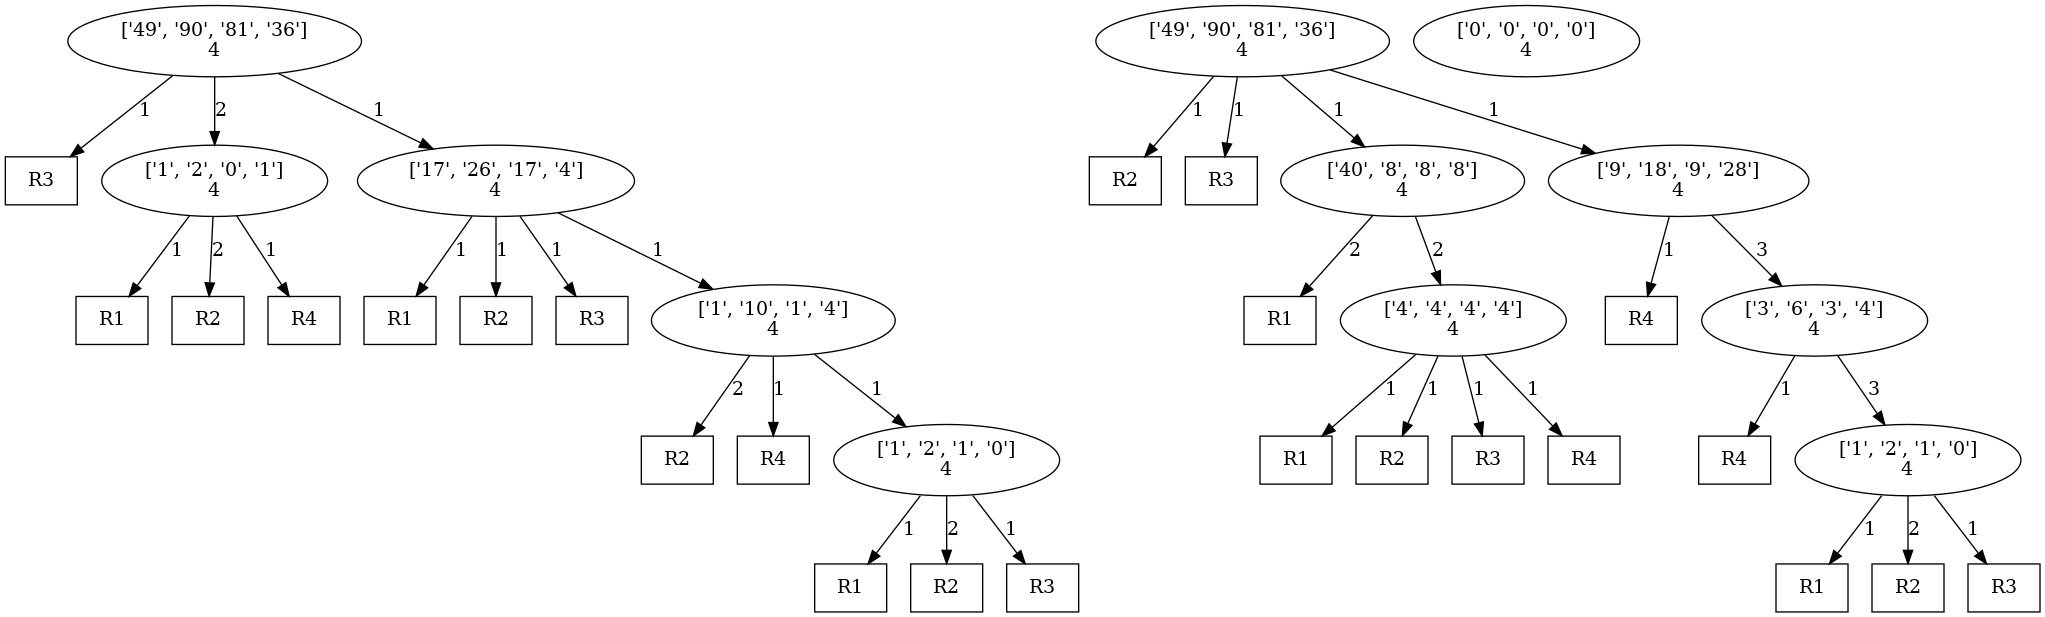 ['49', '90', '81', '36']
4
['49', '90', '81', '36']
4
['0', '0', '0', '0']
4
1
2
1
1
1
1
1
R3
['1', '2', '0', '1']
4
['17', '26', '17', '4']
4
R2
R3
['40', '8', '8', '8']
4
['9', '18', '9', '28']
4
1
2
1
1
1
1
1
2
2
1
3
R1
R2
R4
R1
R2
R3
['1', '10', '1', '4']
4
R1
['4', '4', '4', '4']
4
R4
['3', '6', '3', '4']
4
2
1
1
1
1
1
1
1
3
R2
R4
['1', '2', '1', '0']
4
R1
R2
R3
R4
R4
['1', '2', '1', '0']
4
1
2
1
1
2
1
R1
R2
R3
R1
R2
R3